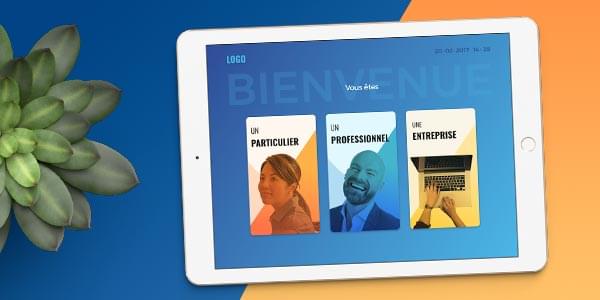 LOGO
20-02-2017 14:28
BIENVENUE
Vous êtes
UN
PARTICULIER
UN
PROFESSIONNEL
UNE
ENTREPRISE